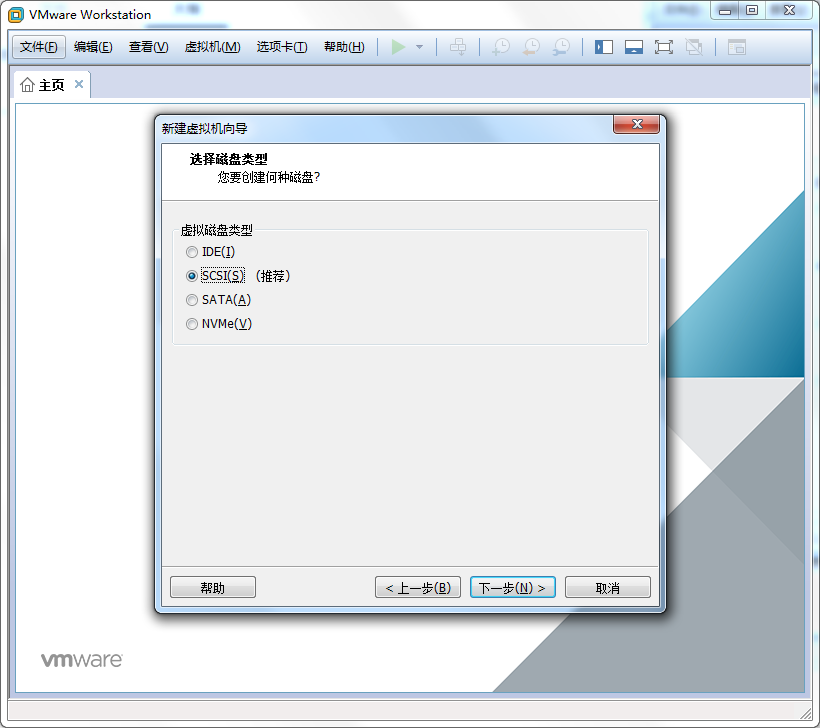 VMware Workstation
文件(F) 编辑(E) 查看(V) 虚拟机(M) 选项卡(T) 帮助(H)
主页
新建虚拟机向导
选择磁盘类型
您要创建何种磁盘?
虚拟磁盘类型
IDE(I)
SCSI(S) (推荐)
SATA(A)
NVMe(V)
帮助 < 上一步(B) 下一步(N) > 取消
vmware